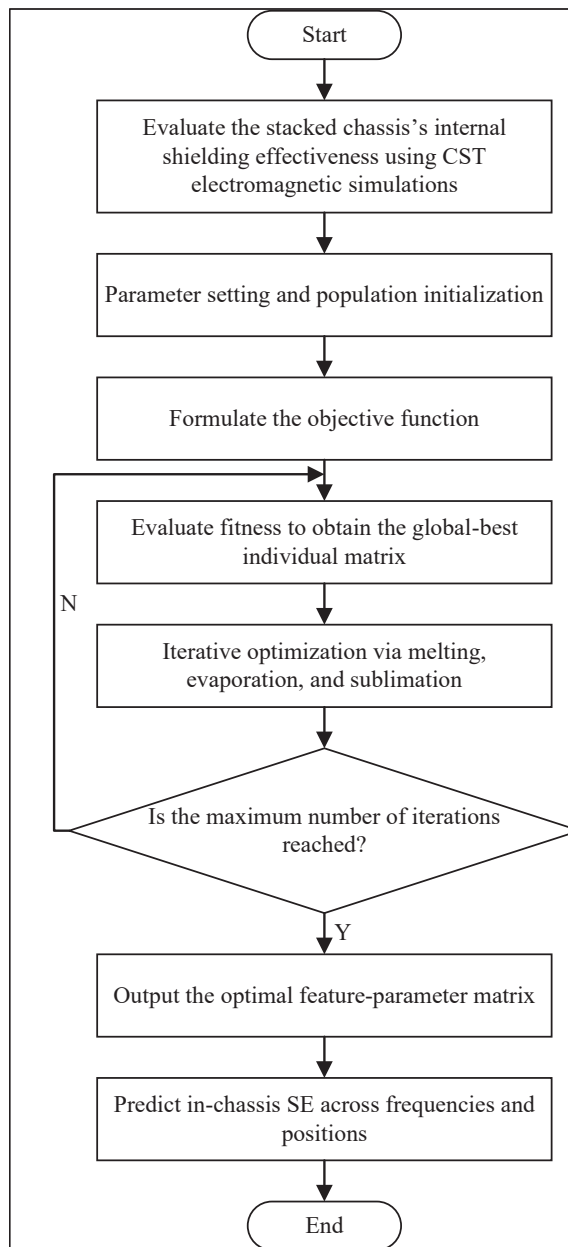 Start
Evaluate the stacked chassis's internal
shielding effectiveness using CST
electromagnetic simulations
Parameter setting and population initialization
Formulate the objective function
Evaluate fitness to obtain the global-best
individual matrix
N
Iterative optimization via melting,
evaporation, and sublimation
Is the maximum number of iterations
reached?
Y
Output the optimal feature-parameter matrix
Predict in-chassis SE across frequencies and
positions
End